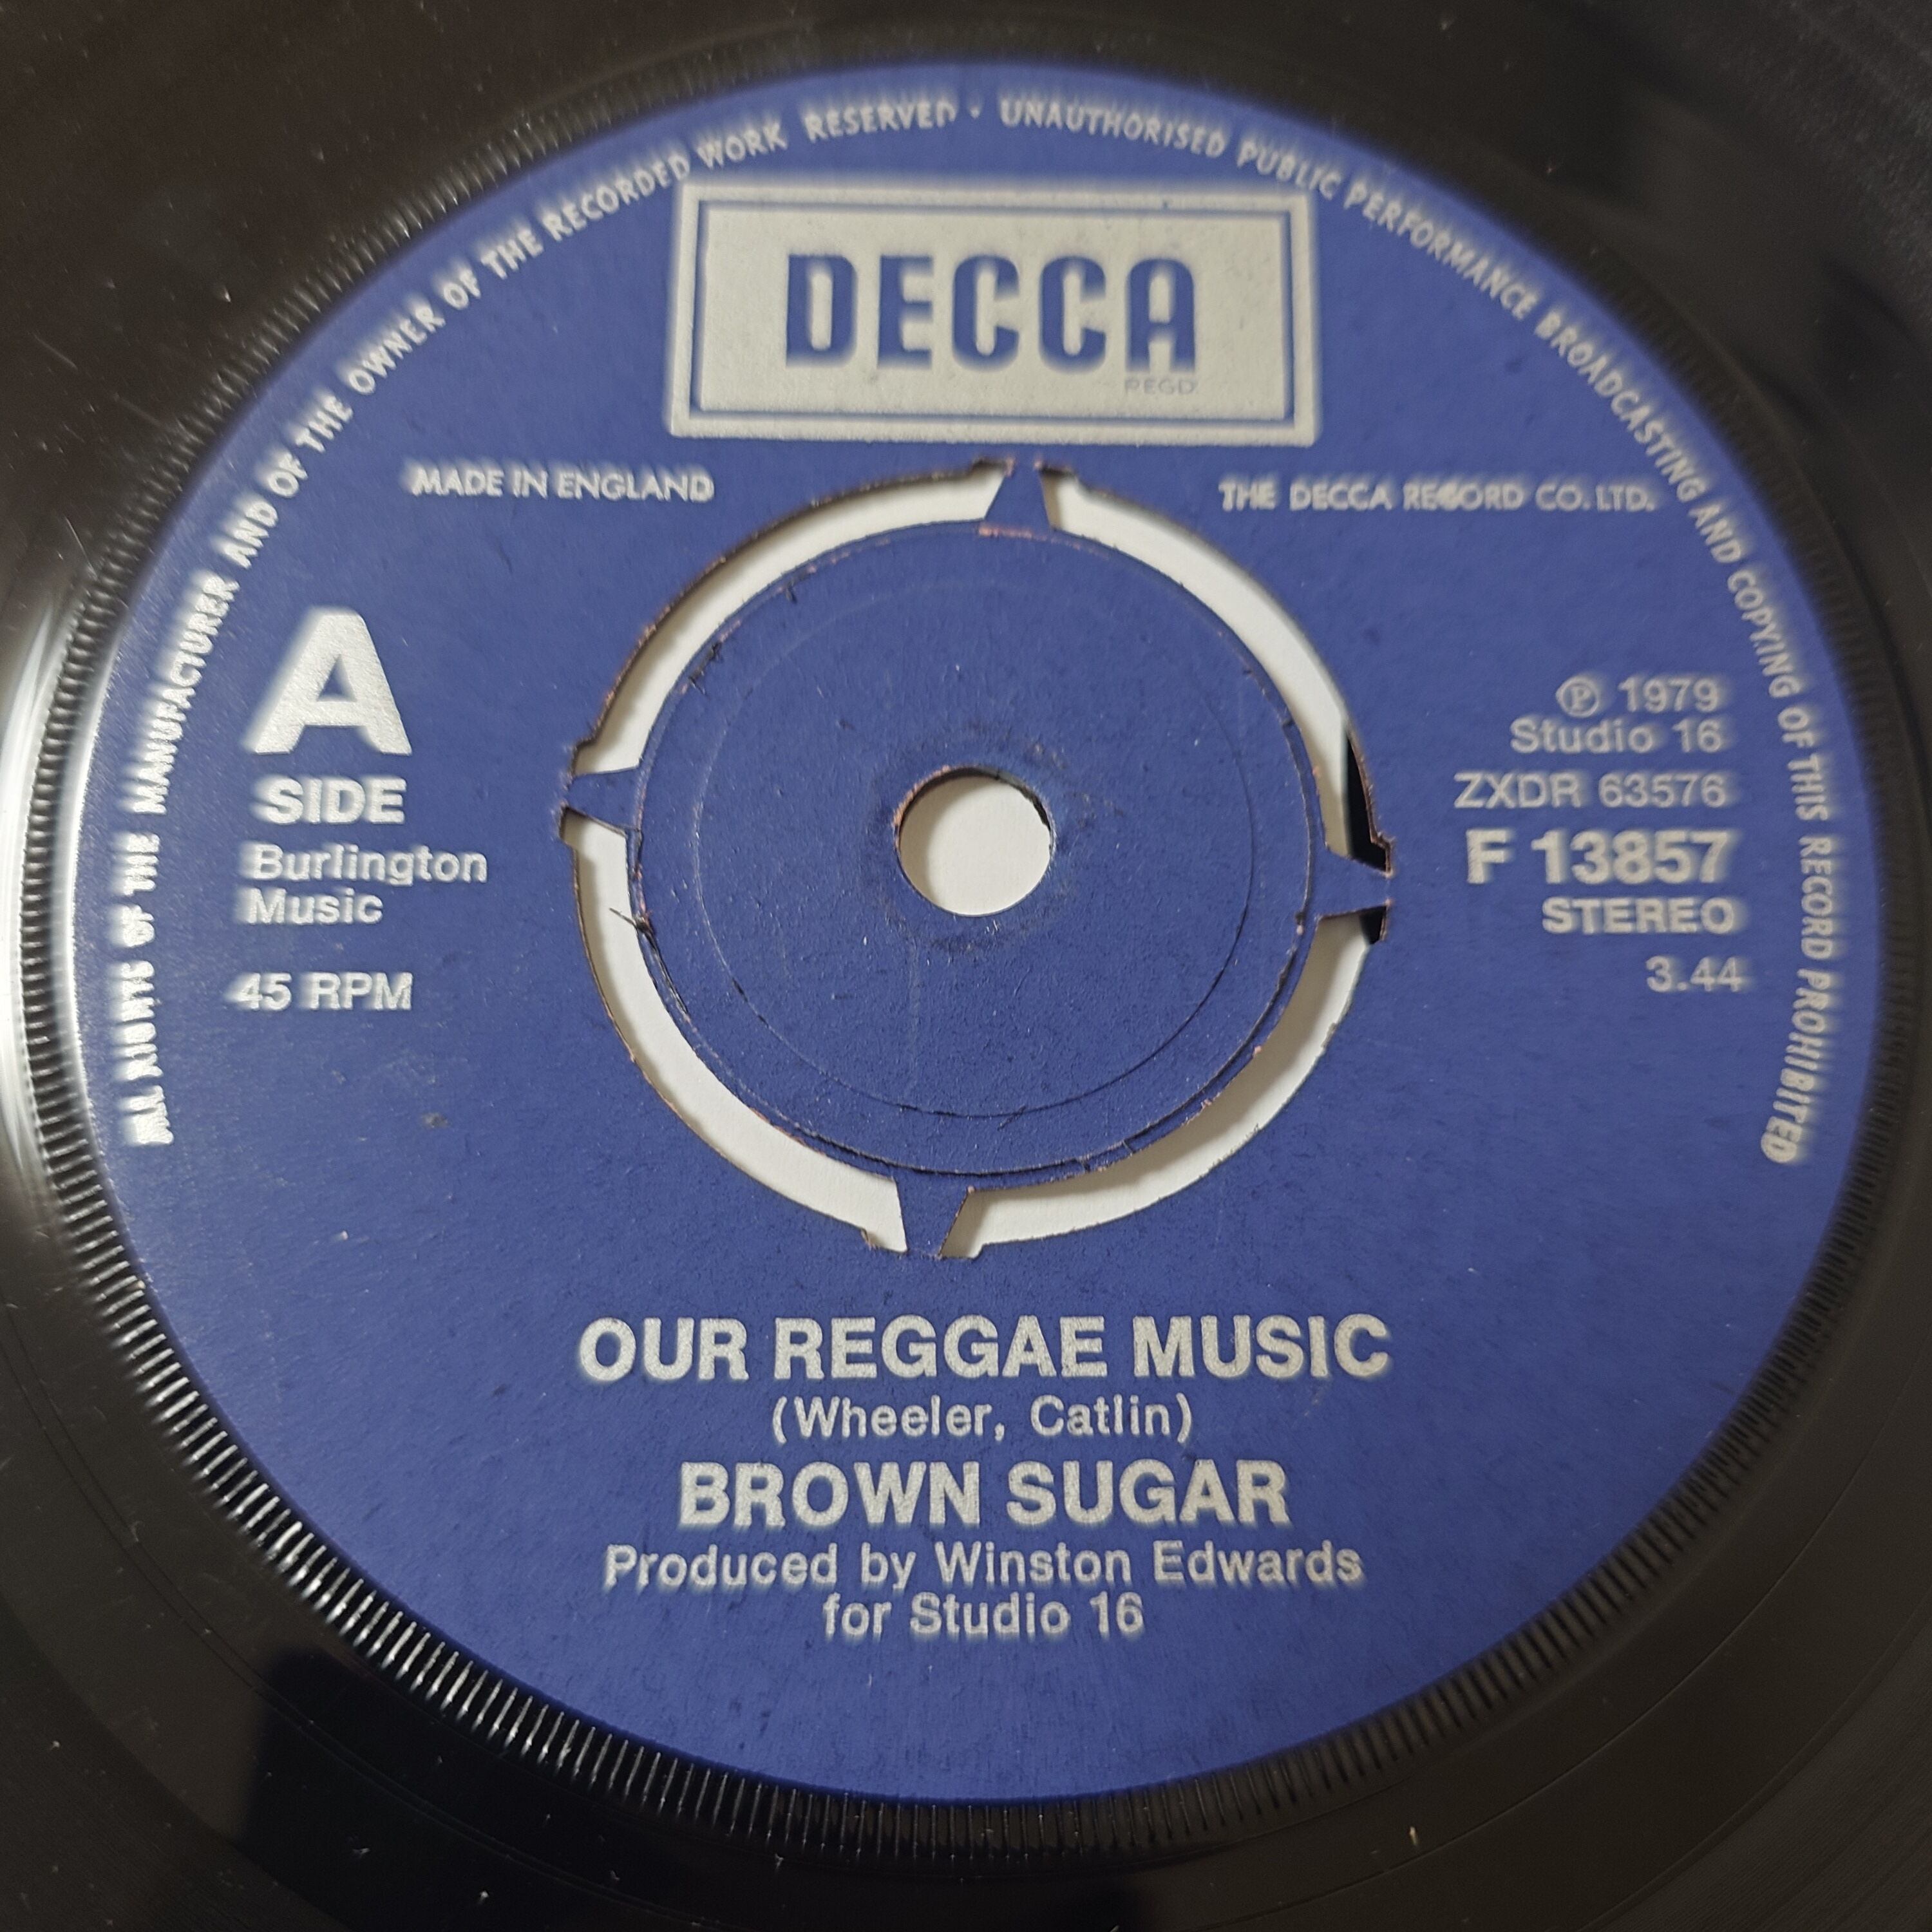 ALL RIGHTS OF THE MANUFACTURER AND OF THE OWNER OF THE RECORDED WORK RESERVED · UNAUTHORISED PUBLIC PERFORMANCE BROADCASTING AND COPYING OF THIS RECORD PROHIBITED
DECCA
REGD.
MADE IN ENGLAND
THE DECCA RECORD CO. LTD.
A
SIDE
Burlington
Music
45 RPM
℗ 1979
Studio 16
ZXDR 63576
F 13857
STEREO
3.44
OUR REGGAE MUSIC
(Wheeler, Catlin)
BROWN SUGAR
Produced by Winston Edwards
for Studio 16